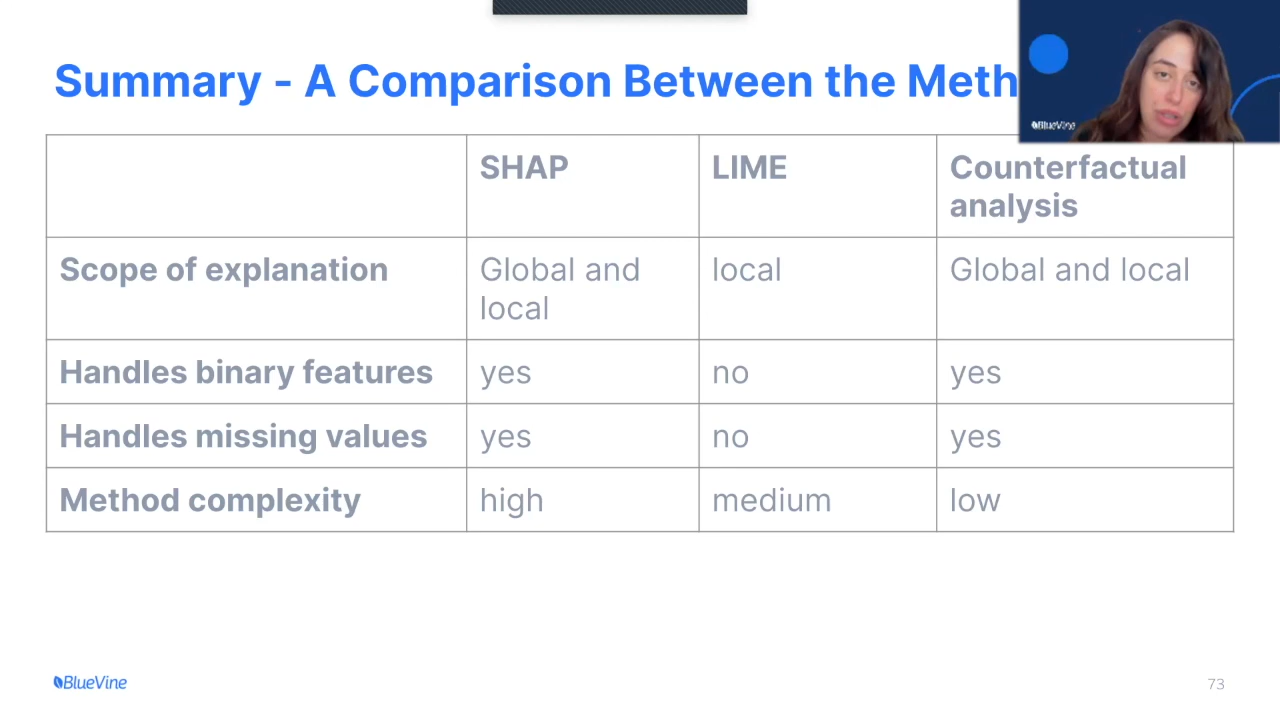 Summary - A Comparison Between the Meth
BlueVine
SHAP
LIME
Counterfactual
analysis
Scope of explanation
Global and
local
local
Global and local
Handles binary features
yes
no
yes
Handles missing values
yes
no
yes
Method complexity
high
medium
low
BlueVine
73